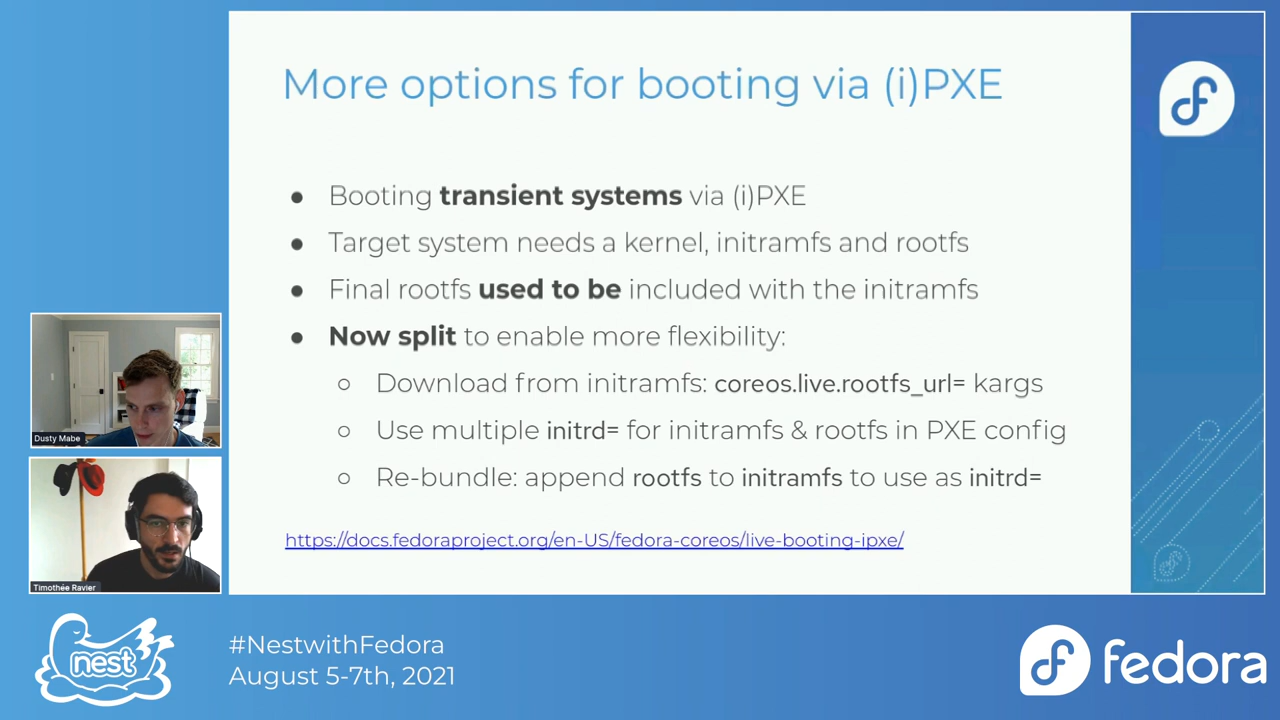 More options for booting via (i)PXE
● Booting transient systems via (i)PXE
● Target system needs a kernel, initramfs and rootfs
● Final rootfs used to be included with the initramfs
● Now split to enable more flexibility:
○ Download from initramfs: coreos.live.rootfs_url= kargs
○ Use multiple initrd= for initramfs & rootfs in PXE config
○ Re-bundle: append rootfs to initramfs to use as initrd=
https://docs.fedoraproject.org/en-US/fedora-coreos/live-booting-ipxe/
Dusty Mabe
Timothée Ravier
nest
#NestwithFedora
August 5-7th, 2021
fedora